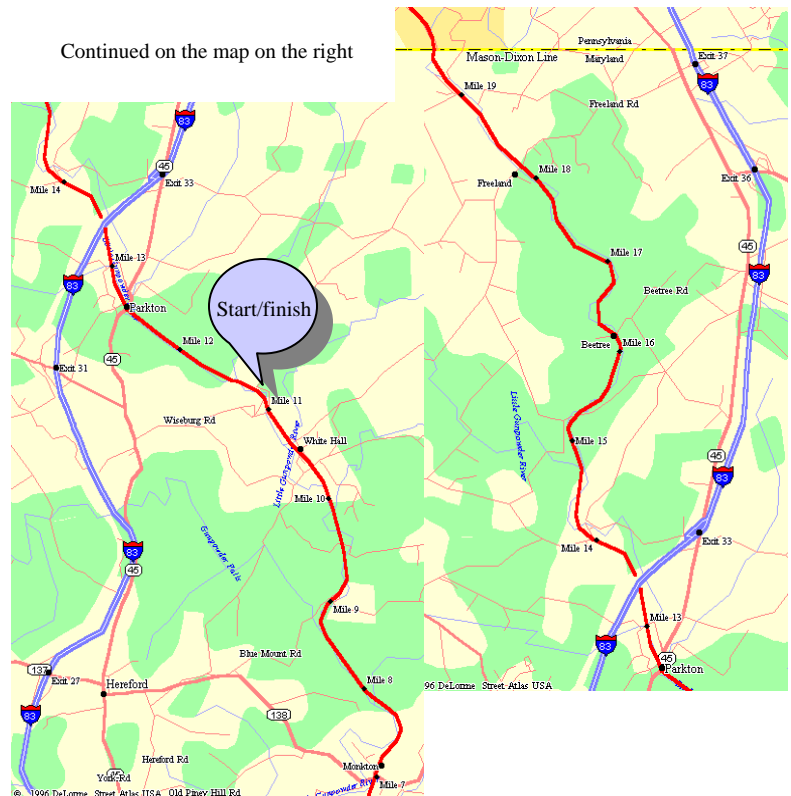 Continued on the map on the right
83
45
Exit 33
Mile 14
Mile 13
83
Parkton
Start/finish
Mile 12
45
Exit 31
Mile 11
Wiseburg Rd
White Hall
Little Gunpowder River
Mile 10
Gunpowder Falls
83
45
Mile 9
Blue Mount Rd
137
Exit 27
Mile 8
Hereford
83
138
Hereford Rd
Monkton
York Rd
45
Mile 7
© 1996 DeLorme Street Atlas USA
Old Piney Hill Rd
Pennsylvania
Mason-Dixon Line
Maryland
Exit 37
83
Mile 19
Freeland Rd
Mile 18
Freeland
Exit 36
45
Mile 17
83
Beetree Rd
Beetree
Mile 16
Little Gunpowder River
Mile 15
45
83
Mile 14
Exit 33
Mile 13
83
45
Parkton
96 DeLorme Street Atlas USA